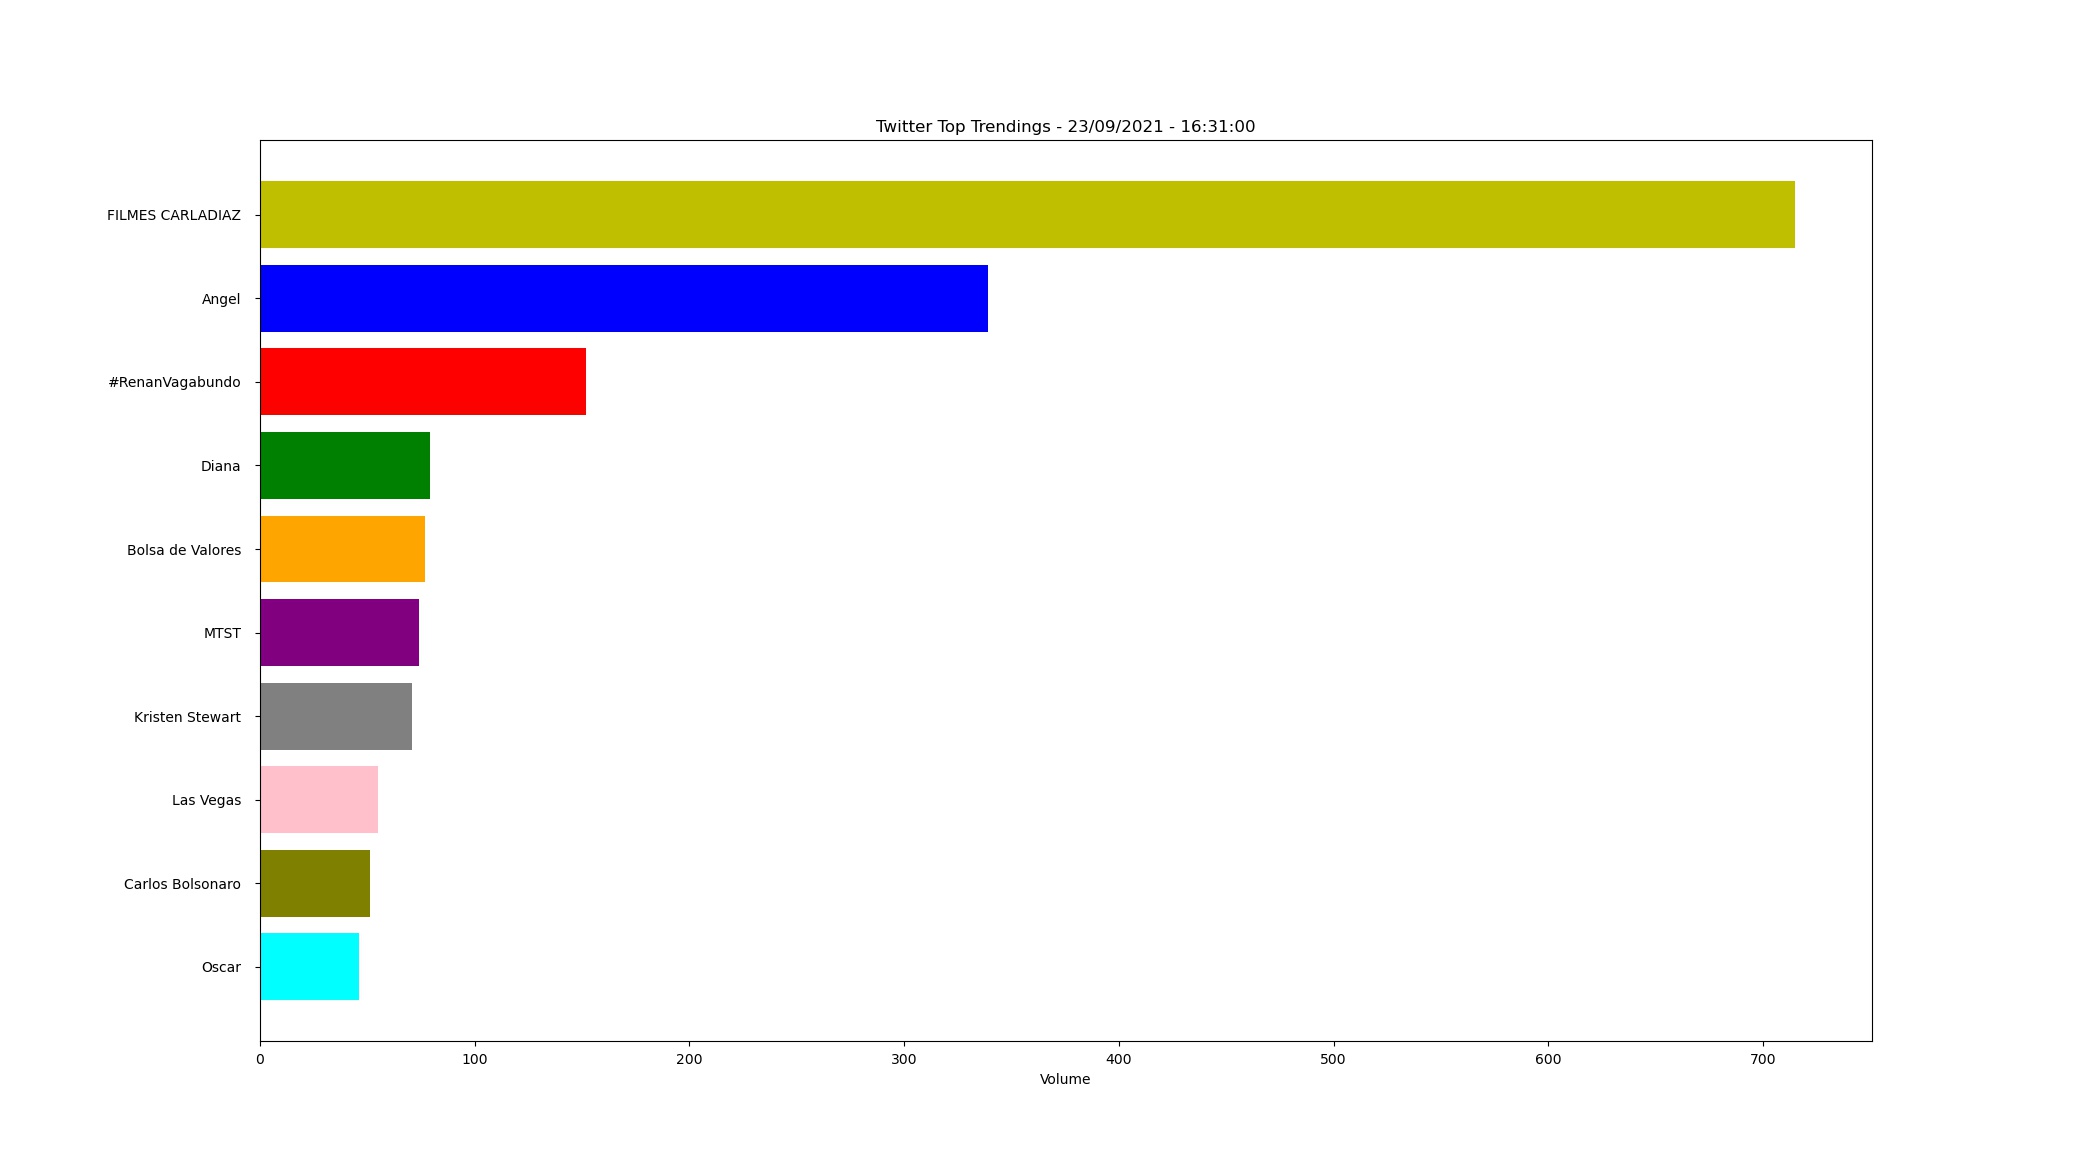 Twitter Top Trendings - 23/09/2021 - 16:31:00
FILMES CARLADIAZ
Angel
#RenanVagabundo
Diana
Bolsa de Valores
MTST
Kristen Stewart
Las Vegas
Carlos Bolsonaro
Oscar
0 100 200 300 400 500 600 700
Volume